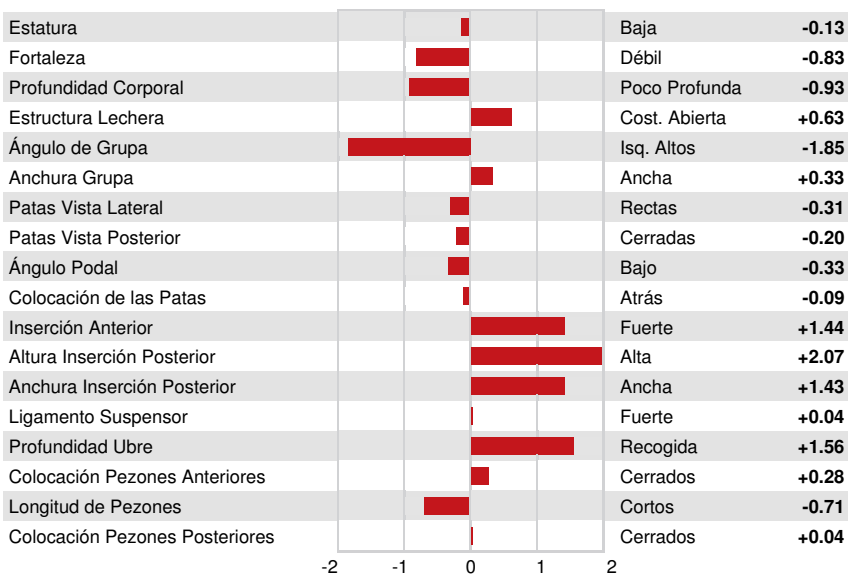 Estatura Baja -0.13
Fortaleza Débil -0.83
Profundidad Corporal Poco Profunda -0.93
Estructura Lechera Cost. Abierta +0.63
Ángulo de Grupa Isq. Altos -1.85
Anchura Grupa Ancha +0.33
Patas Vista Lateral Rectas -0.31
Patas Vista Posterior Cerradas -0.20
Ángulo Podal Bajo -0.33
Colocación de las Patas Atrás -0.09
Inserción Anterior Fuerte +1.44
Altura Inserción Posterior Alta +2.07
Anchura Inserción Posterior Ancha +1.43
Ligamento Suspensor Fuerte +0.04
Profundidad Ubre Recogida +1.56
Colocación Pezones Anteriores Cerrados +0.28
Longitud de Pezones Cortos -0.71
Colocación Pezones Posteriores Cerrados +0.04
-2 -1 0 1 2